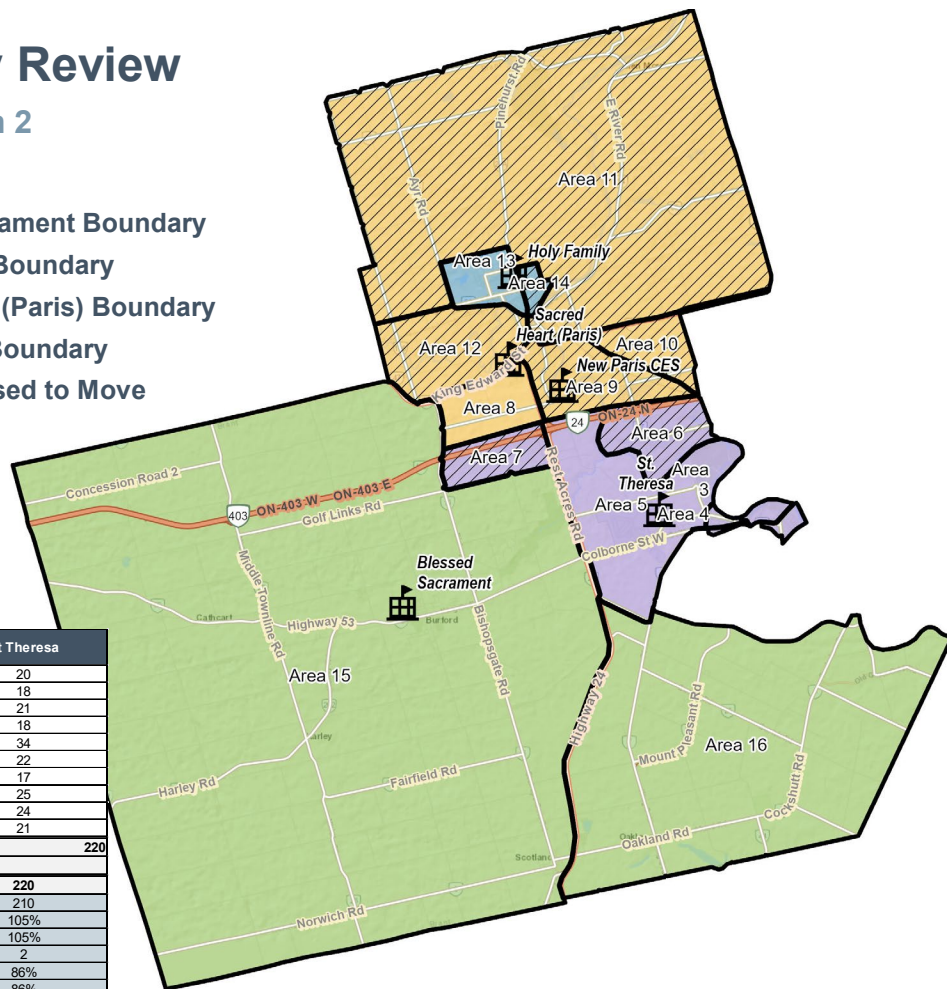 Review
2
ament Boundary
Boundary
(Paris) Boundary
Boundary
sed to Move
Pinehurst Rd
E River Rd
Ayr Rd
Area 11
Area 13
Holy Family
Area 14
Sacred
Heart (Paris)
Area 12
Area 10
King Edward St
New Paris CES
Area 9
Area 8
24
ON-24 N
Area 6
Area 7
St.
Theresa
Area
3
Rest Acres Rd
Area 5
Area 4
Concession Road 2
403
ON-403 W
ON-403 E
Golf Links Rd
Colborne St W
Middle Townline Rd
Blessed
Sacrament
Cathcart
Highway 53
Burford
Bishopsgate Rd
Area 15
Highway 24
Mount Pleasant Rd
Area 16
Harley Rd
Fairfield Rd
Cockshutt Rd
Oakland Rd
Scotland
Norwich Rd
t Theresa
20
18
21
18
34
22
17
25
24
21
220
220
210
105%
105%
2
86%
86%